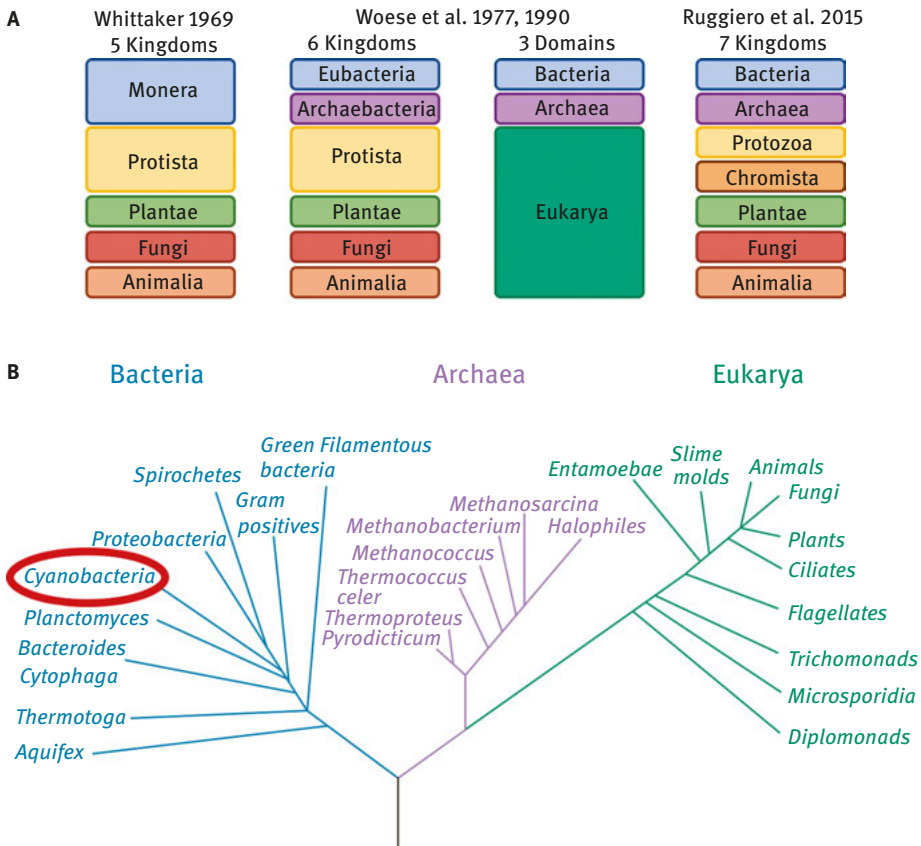 A
Whittaker 1969
5 Kingdoms
Monera
Protista
Plantae
Fungi
Animalia
Woese et al. 1977, 1990
6 Kingdoms
Eubacteria
Archaebacteria
Protista
Plantae
Fungi
Animalia
3 Domains
Bacteria
Archaea
Eukarya
Ruggiero et al. 2015
7 Kingdoms
Bacteria
Archaea
Protozoa
Chromista
Plantae
Fungi
Animalia
B
Bacteria
Green Filamentous
bacteria
Spirochetes
Gram
positives
Proteobacteria
Cyanobacteria
Planctomyces
Bacteroides
Cytophaga
Thermotoga
Aquifex
Archaea
Methanosarcina
Methanobacterium
Halophiles
Methanococcus
Thermococcus
celer
Thermoproteus
Pyrodicticum
Eukarya
Entamoebae
Slime
molds
Animals
Fungi
Plants
Ciliates
Flagellates
Trichomonads
Microsporidia
Diplomonads